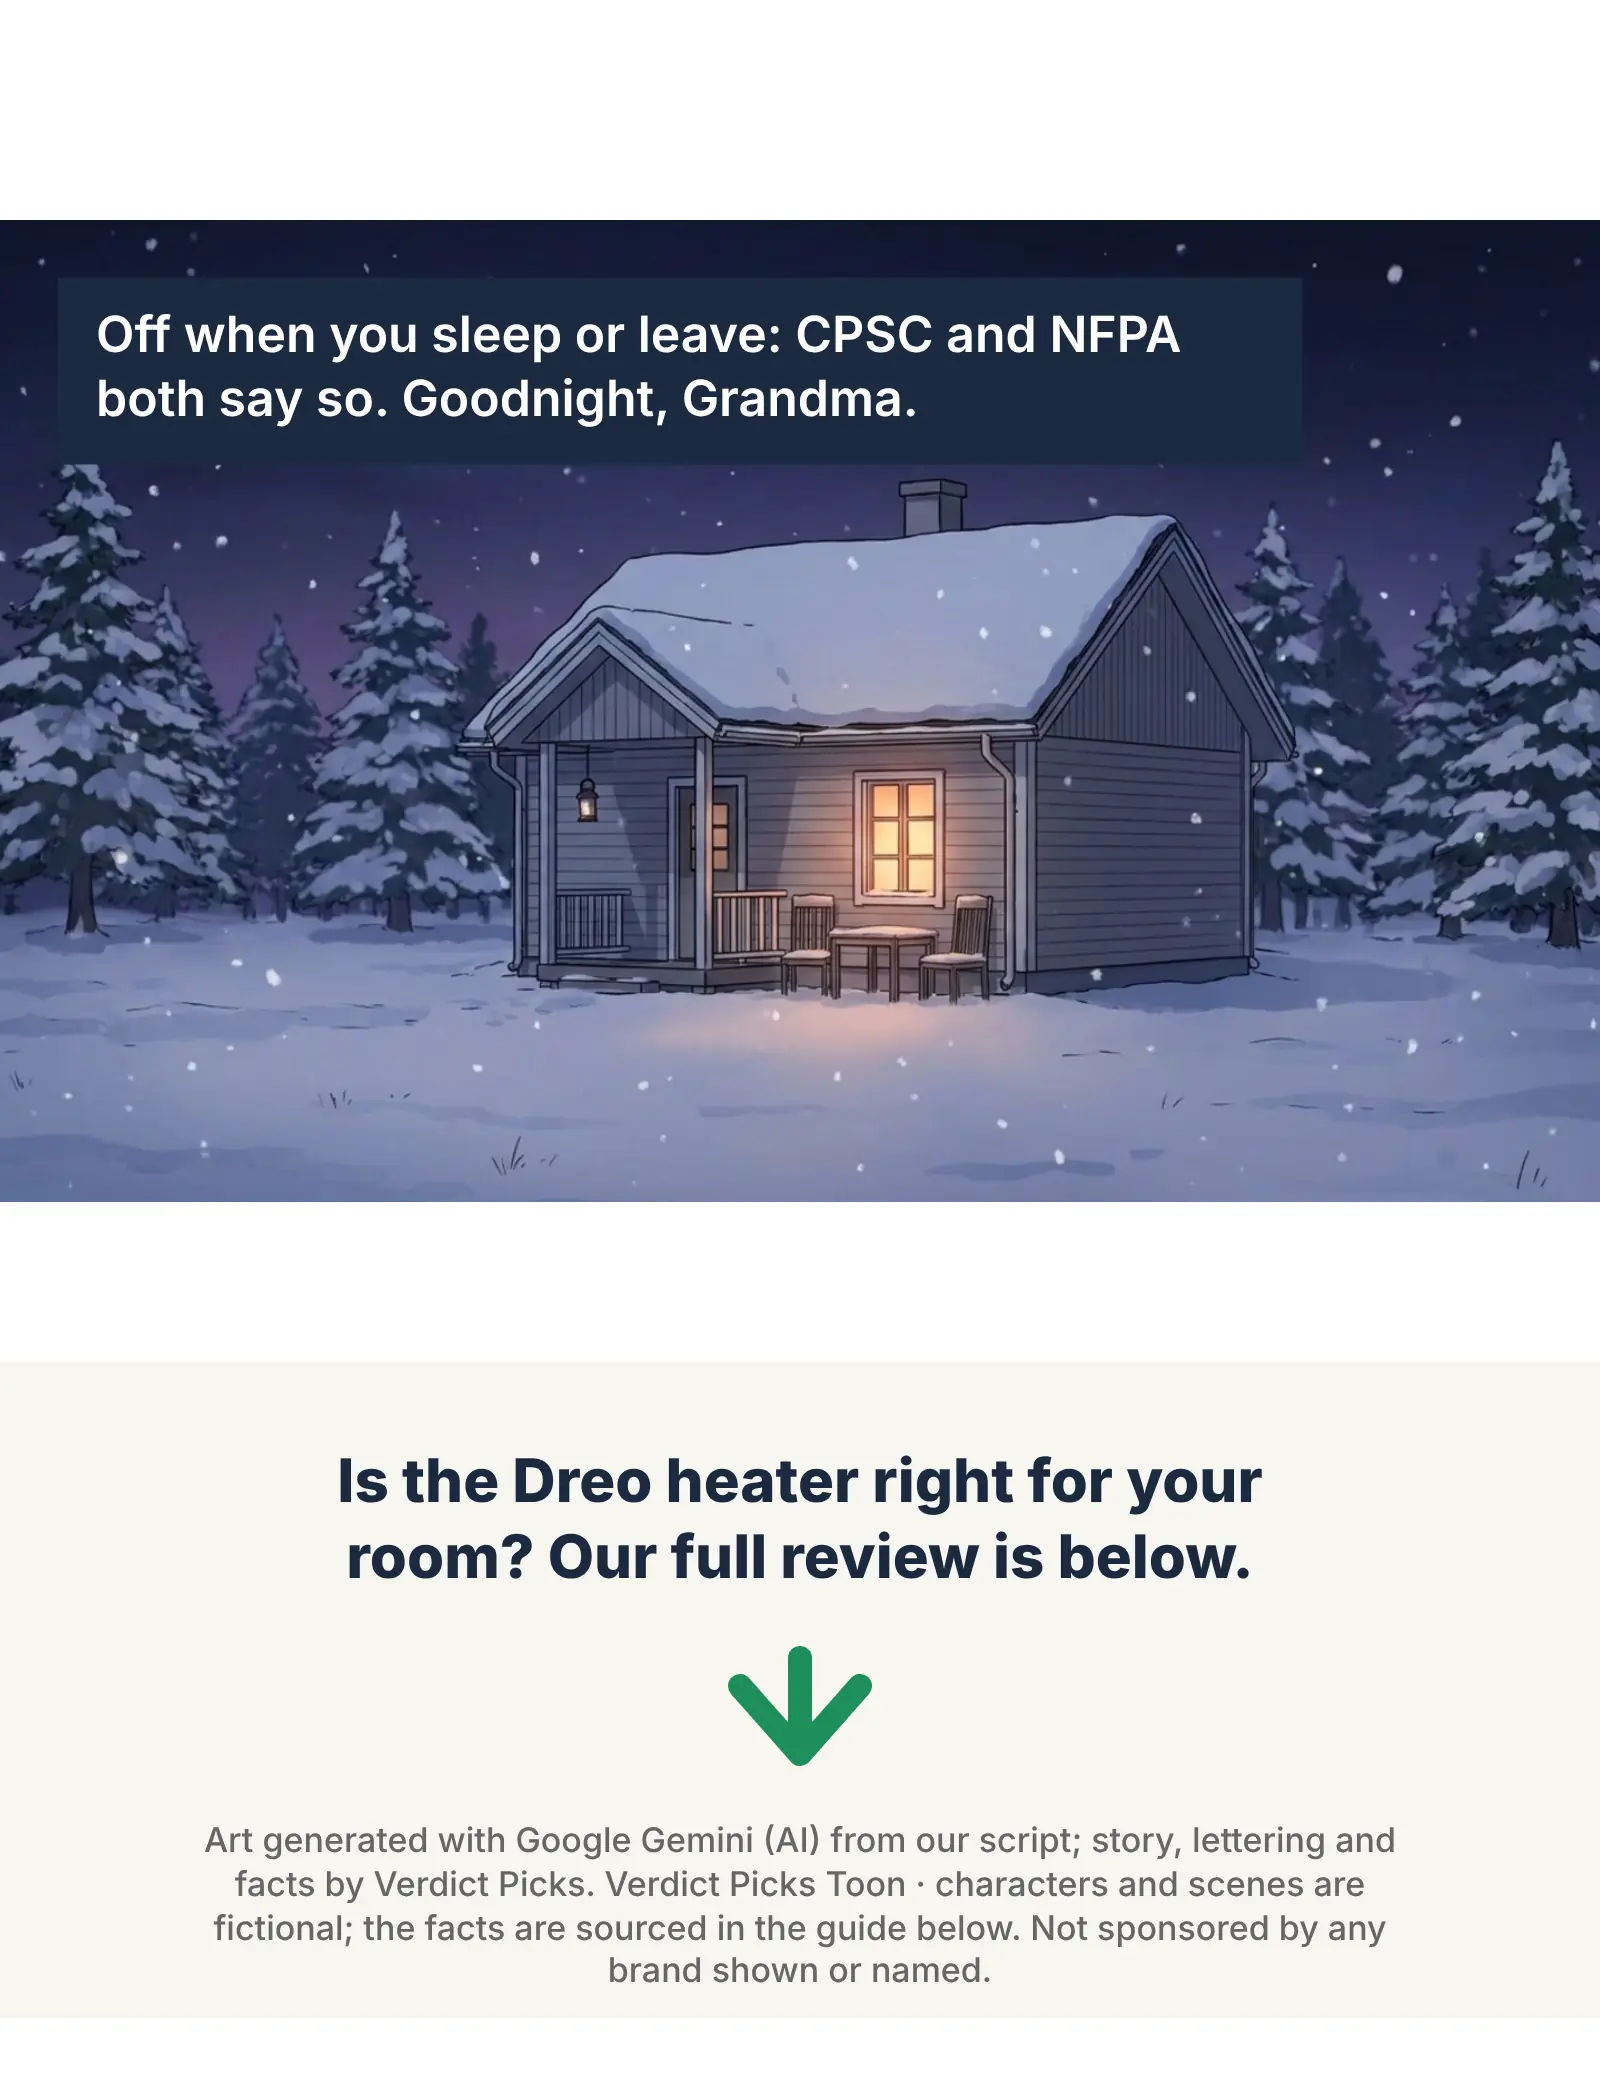 Off when you sleep or leave: CPSC and NFPA
both say so. Goodnight, Grandma.
Is the Dreo heater right for your
room? Our full review is below.
Art generated with Google Gemini (AI) from our script; story, lettering and
facts by Verdict Picks. Verdict Picks Toon · characters and scenes are
fictional; the facts are sourced in the guide below. Not sponsored by any
brand shown or named.